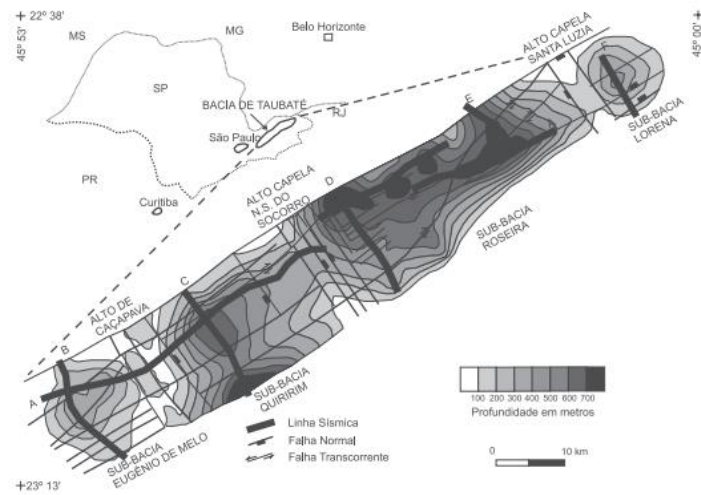 22º 38'
45º 53'
MS
MG
Belo Horizonte
SP
BACIA DE TAUBATÉ
RJ
São Paulo
PR
Curitiba
45º 00'
ALTO CAPELA
SANTA LUZIA
F
SUB-BACIA
LORENA
E
ALTO CAPELA
N.S. DO
SOCORRO
D
SUB-BACIA
ROSEIRA
C
ALTO DE
CAÇAPAVA
B
A
SUB-BACIA
QUIRIRIM
SUB-BACIA
EUGÊNIO DE MELO
100 200 300 400 500 600 700
Profundidade em metros
Linha Sísmica
Falha Normal
Falha Transcorrente
0 10 km
23º 13'